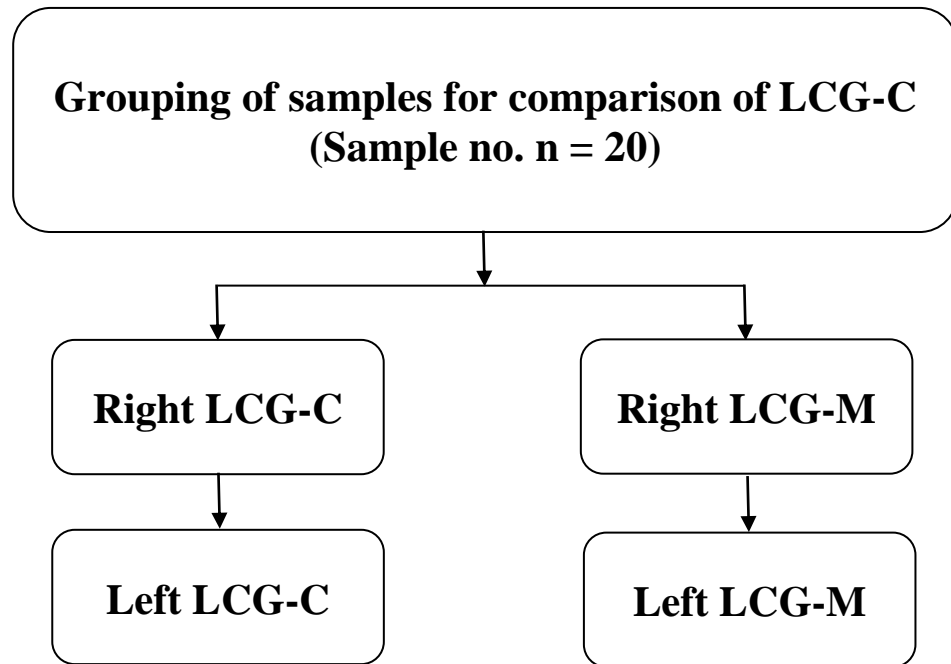 Grouping of samples for comparison of LCG-C
(Sample no. n = 20)
Right LCG-C
Right LCG-M
Left LCG-C
Left LCG-M